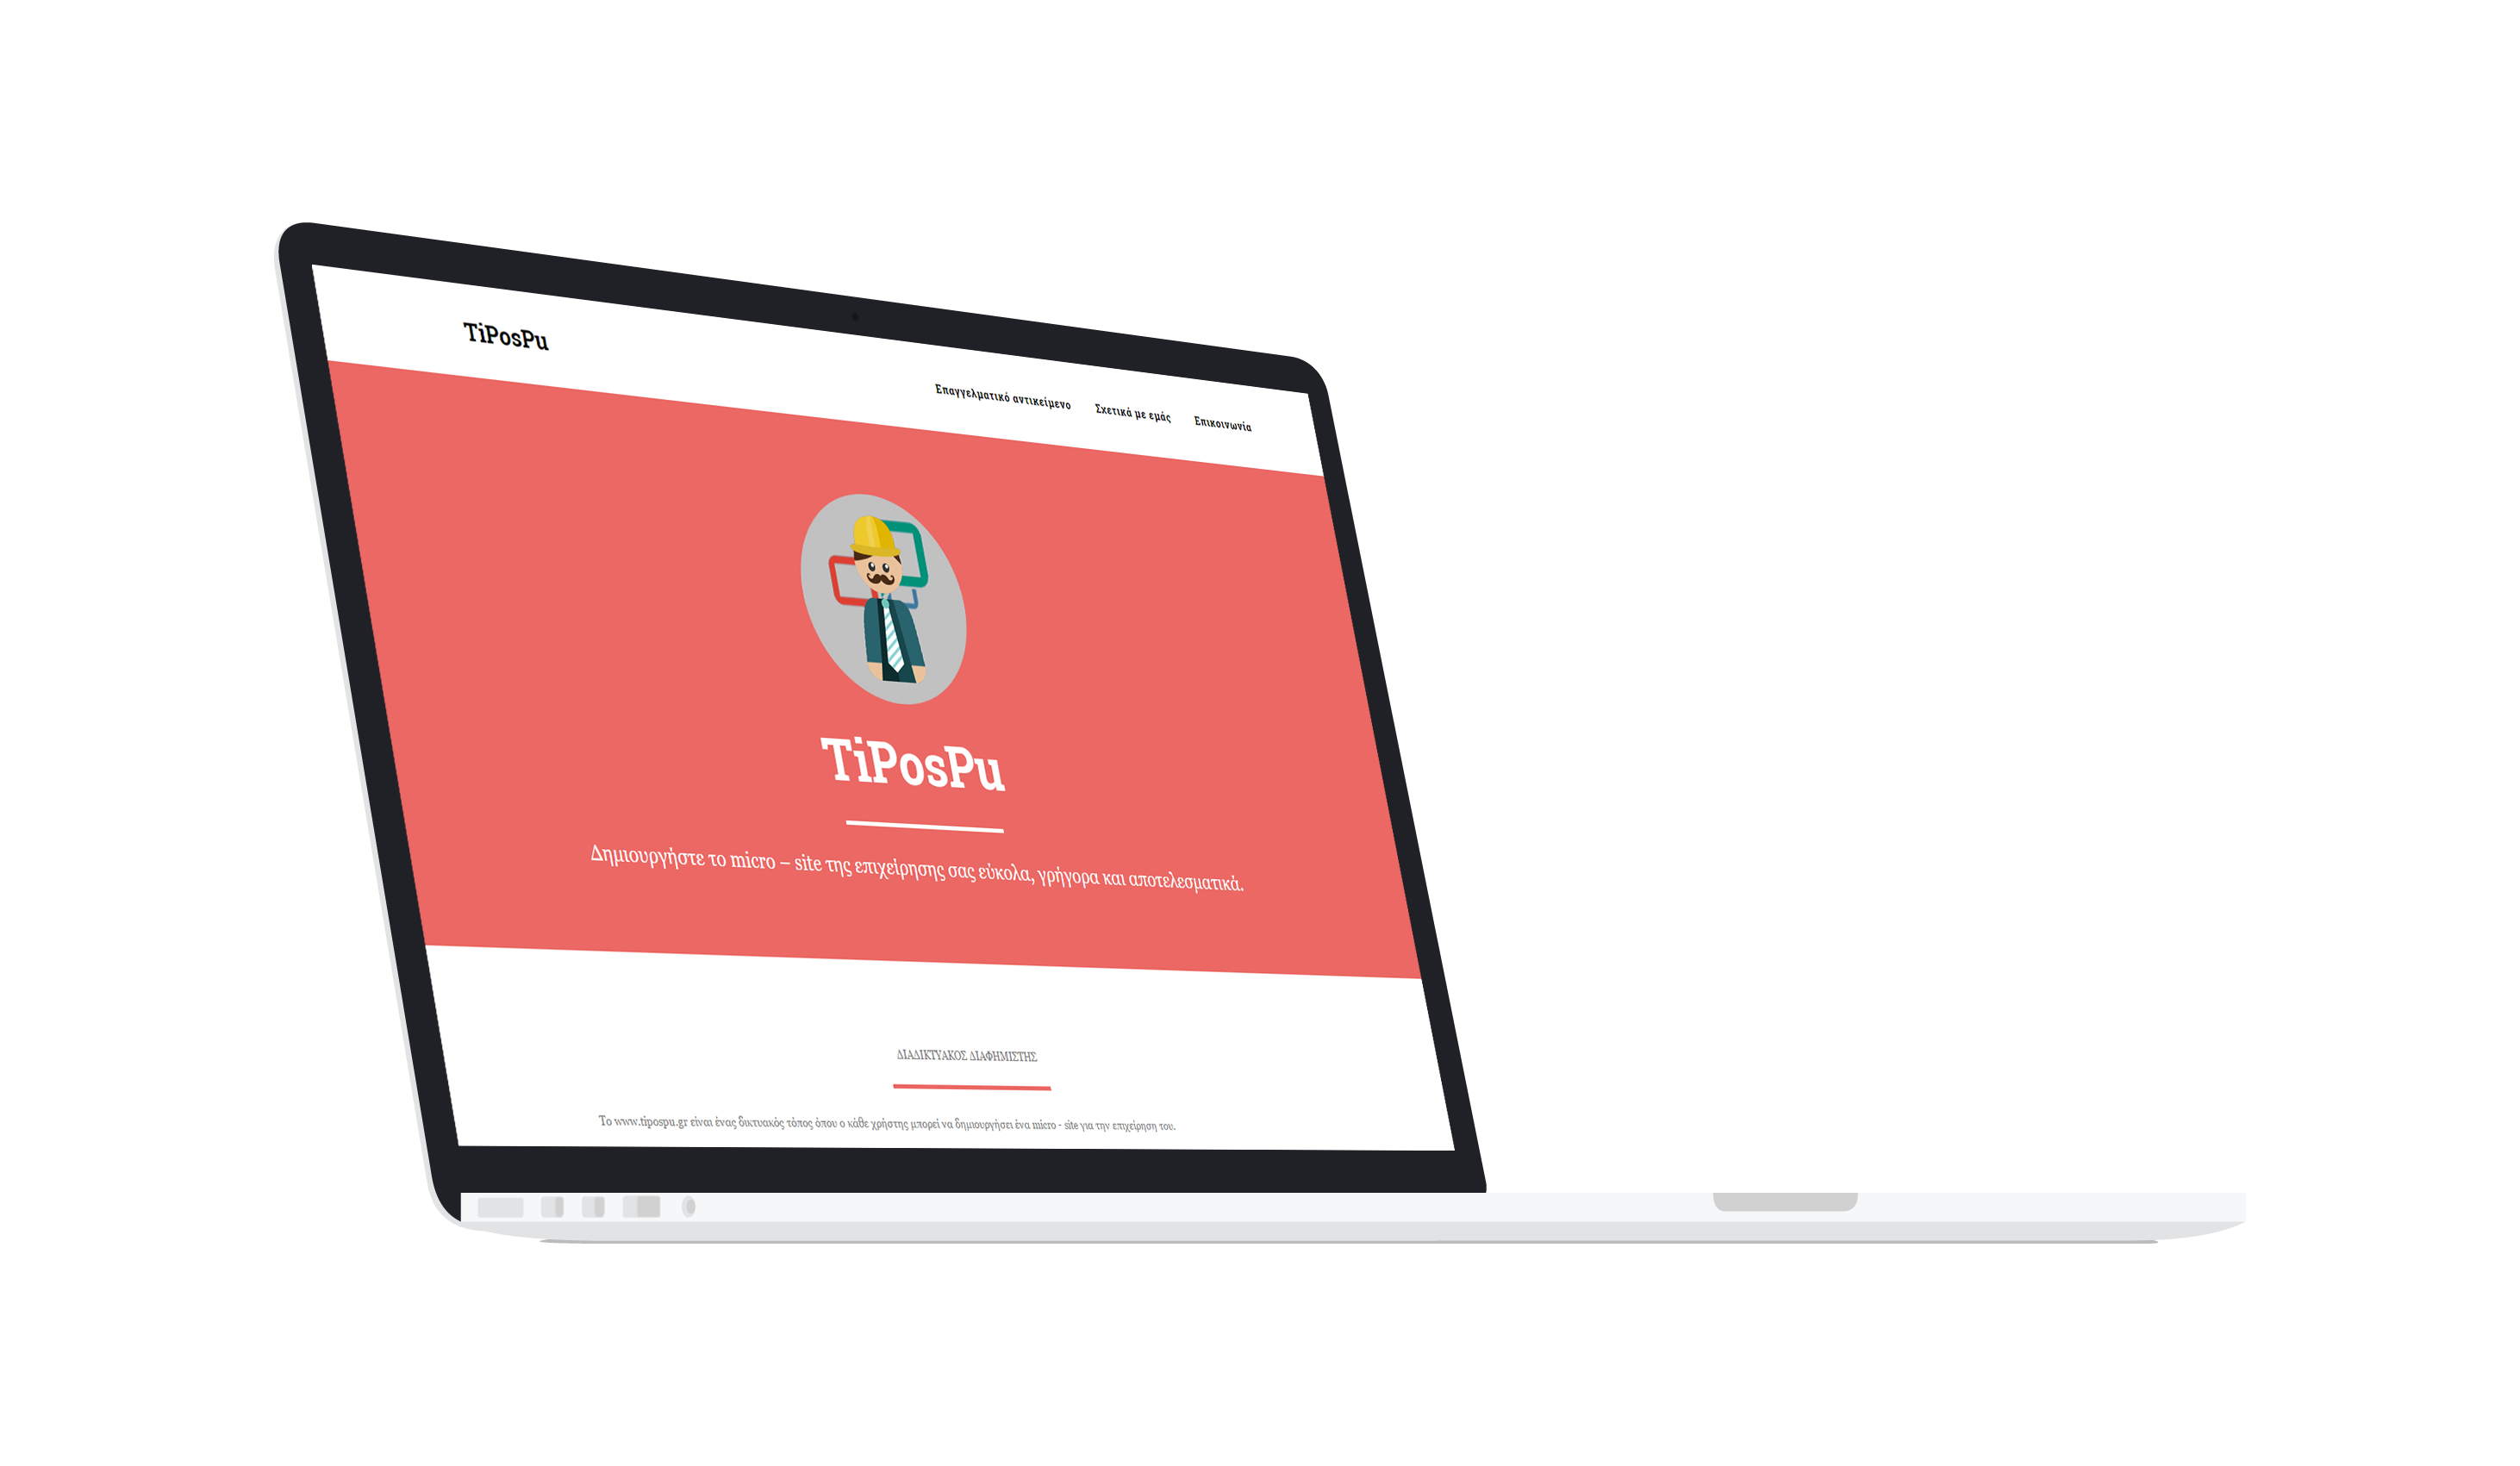 TiPosPu
Επαγγελματικό αντικείμενο Σχετικά με εμάς Επικοινωνία
TiPosPu
Δημιουργήστε το micro – site της επιχείρησης σας εύκολα, γρήγορα και αποτελεσματικά.
ΔΙΑΔΙΚΤΥΑΚΟΣ ΔΙΑΦΗΜΙΣΤΗΣ
Το www.tipospu.gr είναι ένας δικτυακός τόπος όπου ο κάθε χρήστης μπορεί να δημιουργήσει ένα micro - site για την επιχείρηση του.